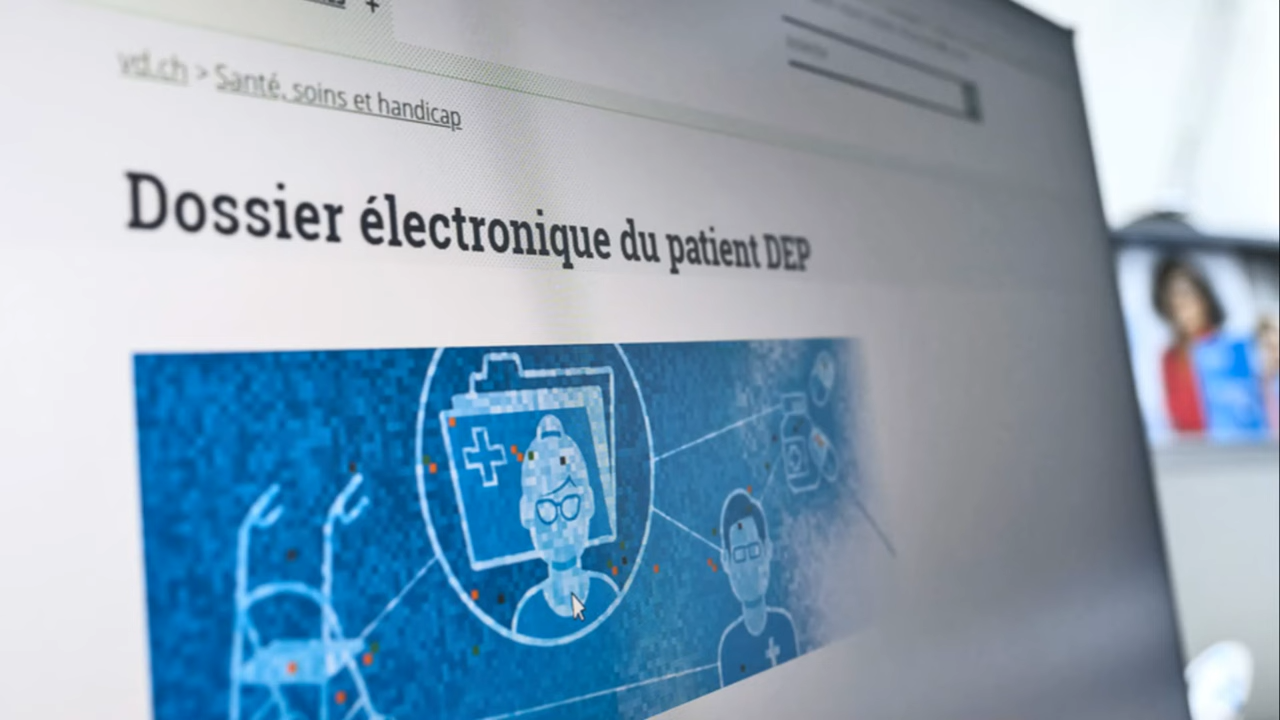 vd.ch > Santé, soins et handicap
Dossier électronique du patient DEP